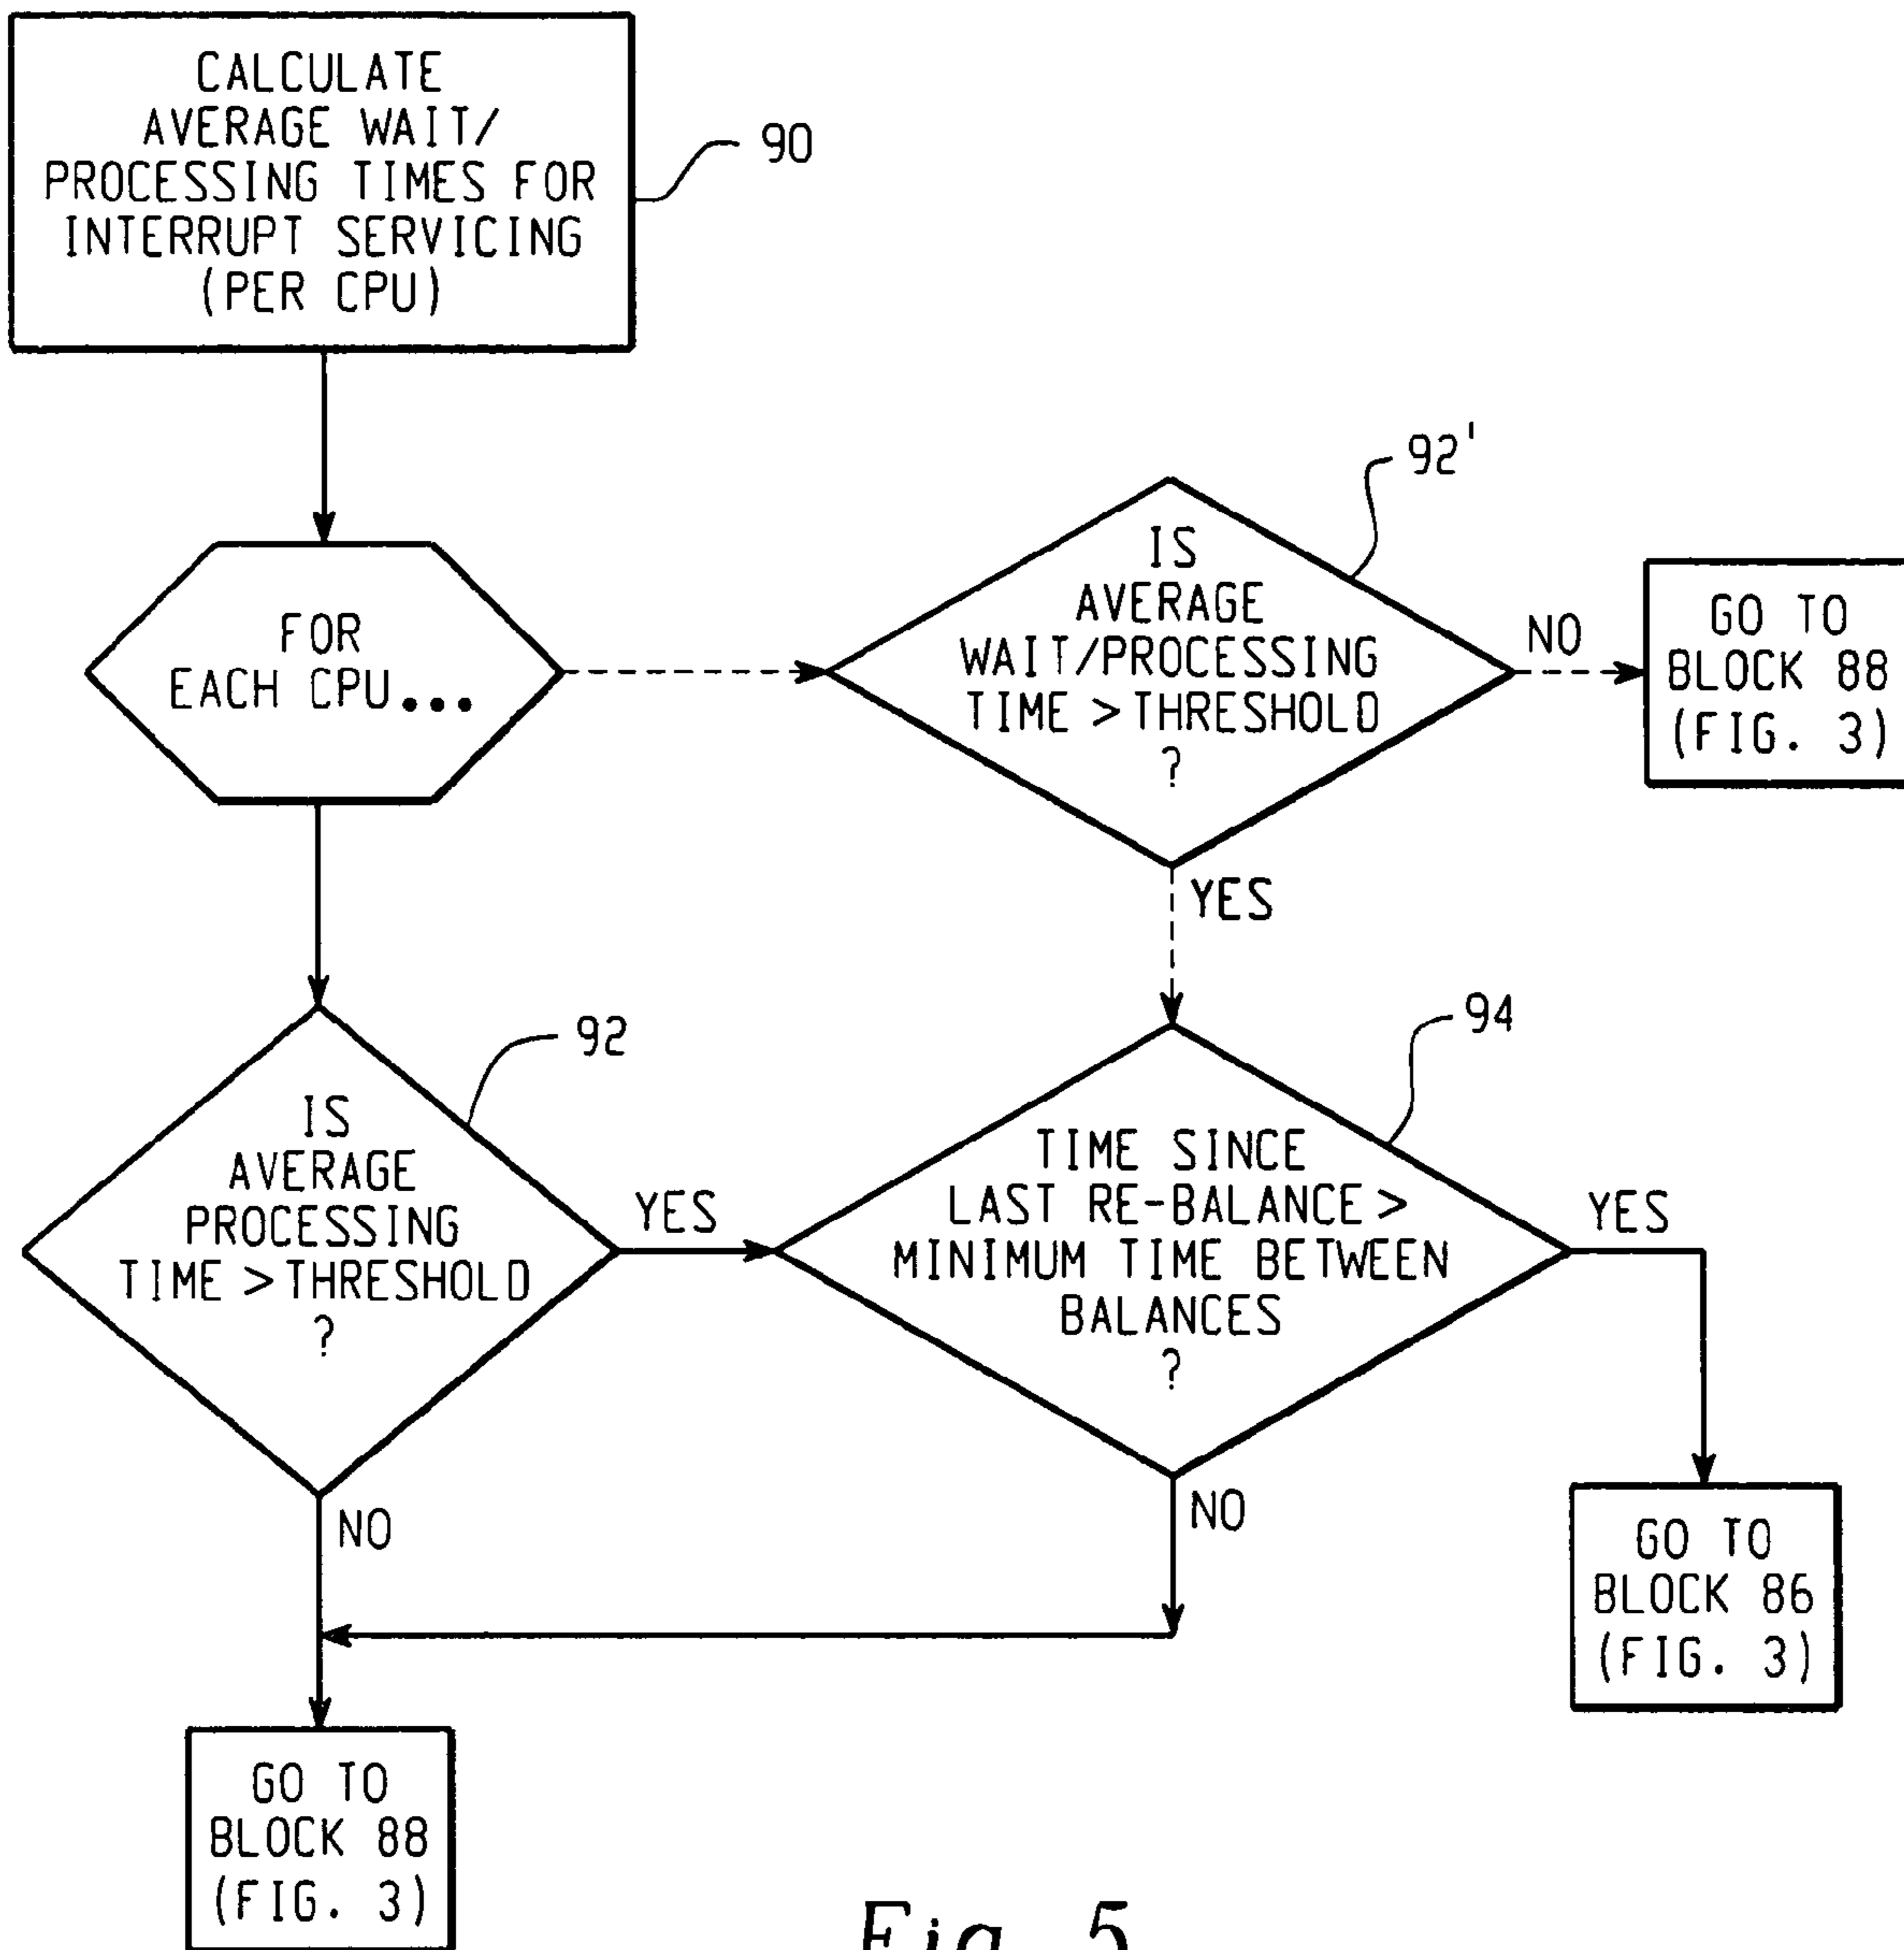 CALCULATE
AVERAGE WAIT/
PROCESSING TIMES FOR
INTERRUPT SERVICING
(PER CPU)
90
FOR
EACH CPU...
92'
IS
AVERAGE
WAIT/PROCESSING
TIME > THRESHOLD
?
NO
GO TO
BLOCK 88
(FIG. 3)
YES
92
IS
AVERAGE
PROCESSING
TIME > THRESHOLD
?
YES
94
TIME SINCE
LAST RE-BALANCE >
MINIMUM TIME BETWEEN
BALANCES
?
YES
NO
NO
GO TO
BLOCK 86
(FIG. 3)
GO TO
BLOCK 88
(FIG. 3)
Fig. 5